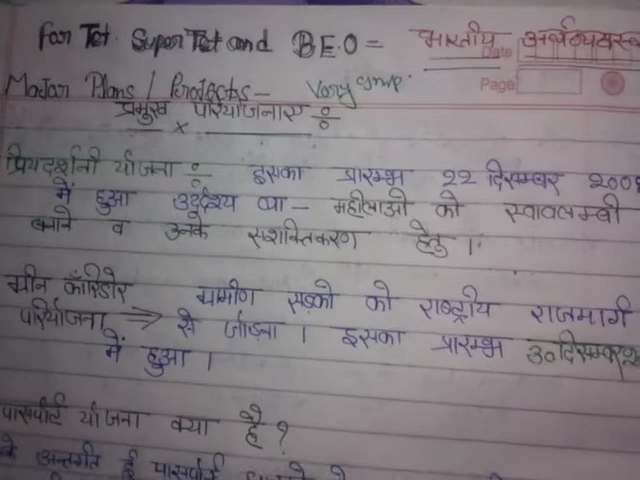 For Tet. Super Tet and B.E.O = भारतीय अर्थव्यवस्था
Date
Major Plans / Projects - Very imp.
Page
प्रमुख परियोजनाएं ÷
×
प्रियदर्शनी योजना ÷ इसका प्रारम्भ 22 दिसम्बर
में हुआ उद्देश्य था - महीलाओ को स्वावलम्बी
बनाने व उनके सशक्तिकरण हेतु ।
ग्रीन कॉरिडोर ग्रामीण सड़को को राष्ट्रीय राजमार्ग
परियोजना ⇒ से जोड़ना । इसका प्रारम्भ 30 दिसम्बर
में हुआ ।
पासपोर्ट योजना क्या है ?
के अन्तर्गत ई पासपोर्ट